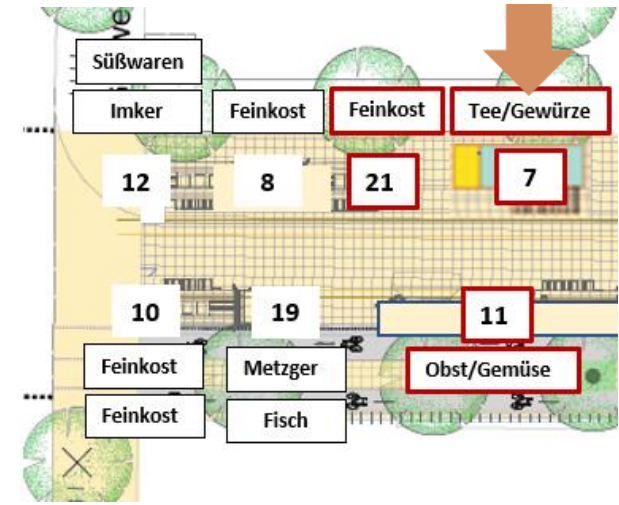 ve
Süßwaren
Imker
Feinkost
Feinkost
Tee/Gewürze
12
8
21
7
10
19
11
Feinkost
Metzger
Obst/Gemüse
Feinkost
Fisch